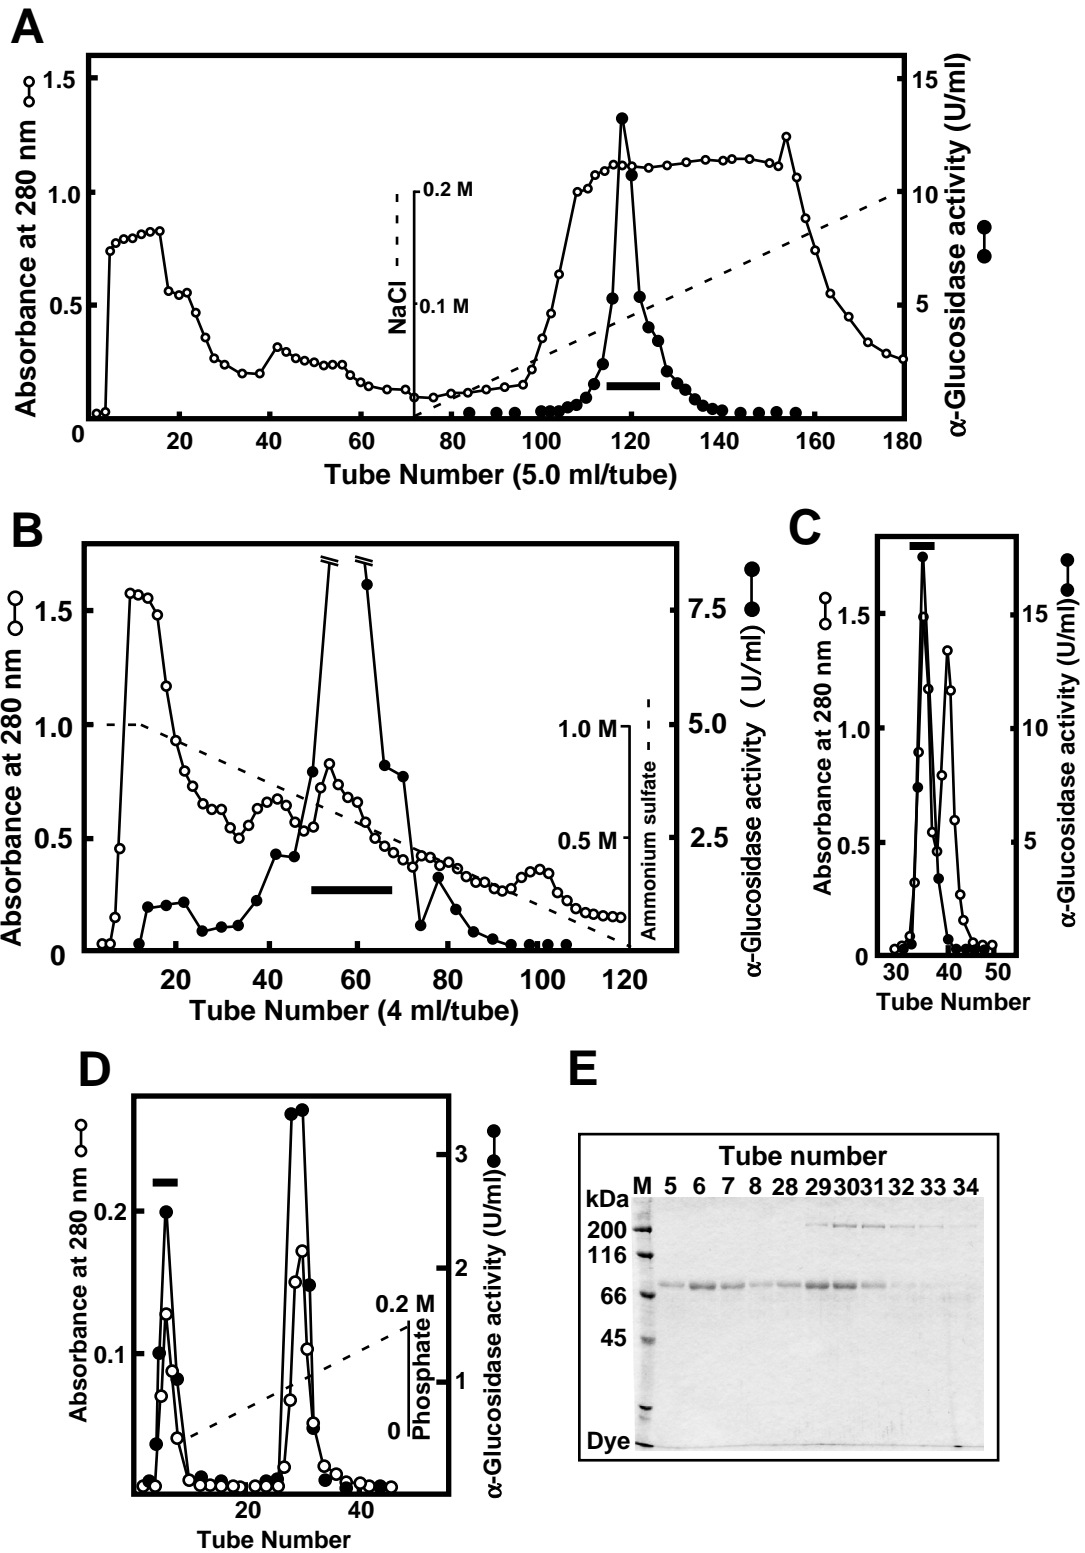 A
Absorbance at 280 nm
1.5
1.0
0.5
0
15
10
5
α-Glucosidase activity (U/ml)
NaCl
0.2 M
0.1 M
20 40 60 80 100 120 140 160 180
Tube Number (5.0 ml/tube)
B
Absorbance at 280 nm
1.5
1.0
0.5
0
7.5
5.0
2.5
α-Glucosidase activity ( U/ml)
1.0 M
0.5 M
Ammonium sulfate
20 40 60 80 100 120
Tube Number (4 ml/tube)
C
Absorbance at 280 nm
1.5
1.0
0.5
0
15
10
5
α-Glucosidase activity (U/ml)
30 40 50
Tube Number
D
Absorbance at 280 nm
0.2
0.1
3
2
1
α-Glucosidase activity (U/ml)
0.2 M
0
Phosphate
20 40
Tube Number
E
Tube number
M 5 6 7 8 28 29 30 31 32 33 34
kDa
200
116
66
45
Dye